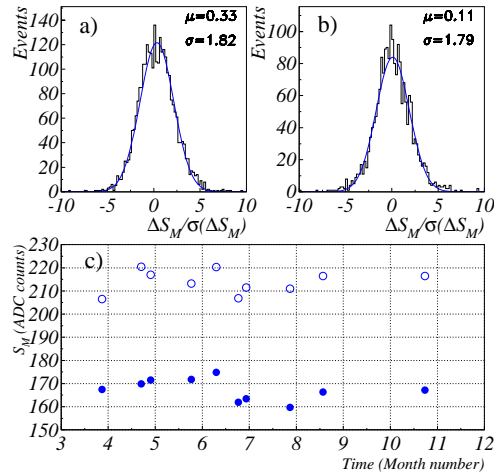 a)
μ=0.33
σ=1.82
Events
140
120
100
80
60
40
20
0
-10 -5 0 5 10
ΔS_M/σ(ΔS_M)
b)
μ=0.11
σ=1.79
Events
100
80
60
40
20
0
-10 -5 0 5 10
ΔS_M/σ(ΔS_M)
c)
S_M (ADC counts)
230
220
210
200
190
180
170
160
150
3 4 5 6 7 8 9 10 11 12
Time (Month number)